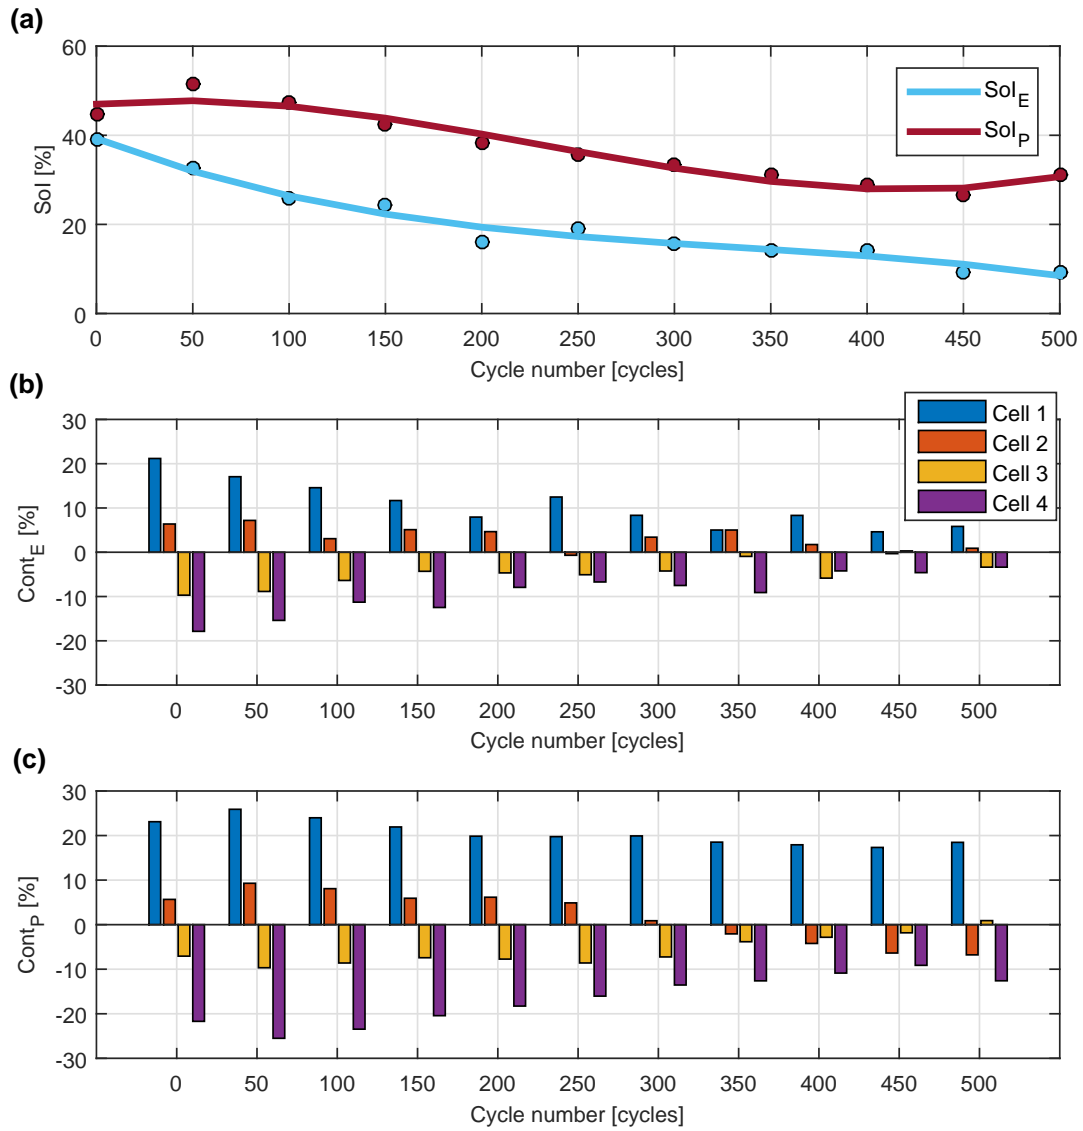 (a)
60
40
20
0
SoI [%]
SoI_E
SoI_P
0 50 100 150 200 250 300 350 400 450 500
Cycle number [cycles]
(b)
30
20
10
0
-10
-20
-30
Cont_E [%]
Cell 1
Cell 2
Cell 3
Cell 4
0 50 100 150 200 250 300 350 400 450 500
Cycle number [cycles]
(c)
30
20
10
0
-10
-20
-30
Cont_P [%]
0 50 100 150 200 250 300 350 400 450 500
Cycle number [cycles]